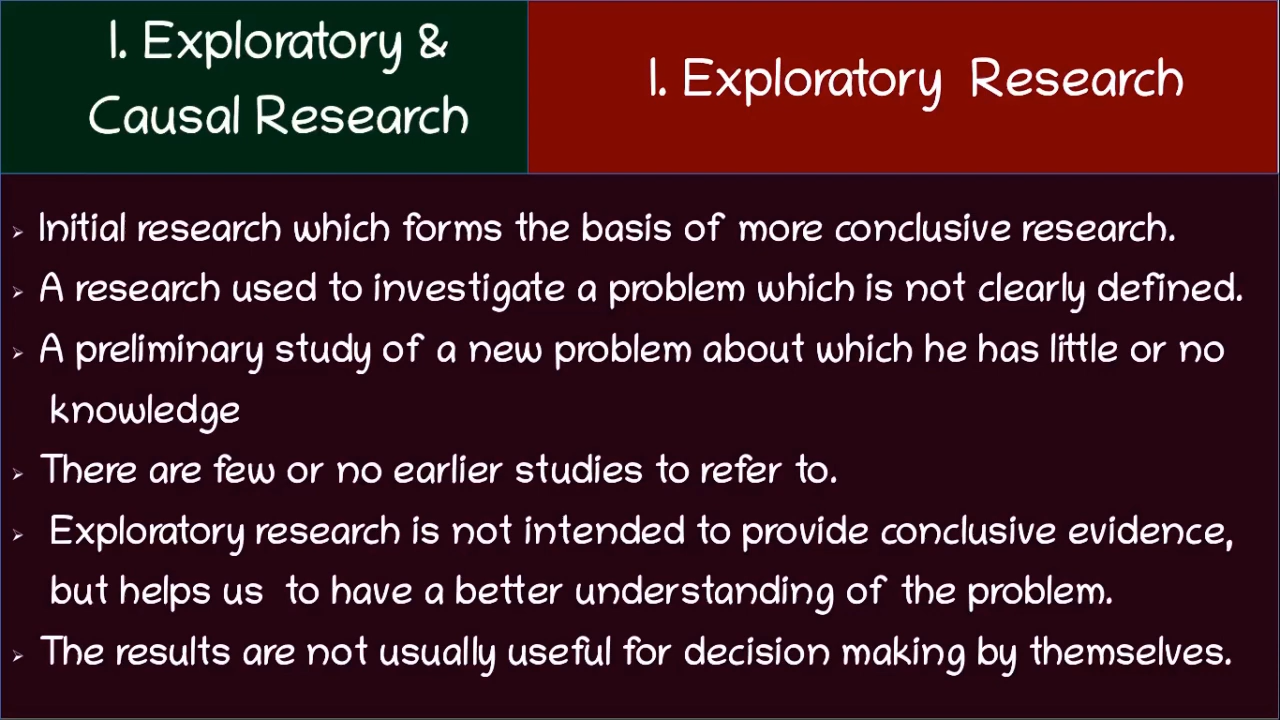 1. Exploratory &
Causal Research
1. Exploratory Research
➢ Initial research which forms the basis of more conclusive research.
➢ A research used to investigate a problem which is not clearly defined.
➢ A preliminary study of a new problem about which he has little or no
knowledge
➢ There are few or no earlier studies to refer to.
➢ Exploratory research is not intended to provide conclusive evidence,
but helps us to have a better understanding of the problem.
➢ The results are not usually useful for decision making by themselves.